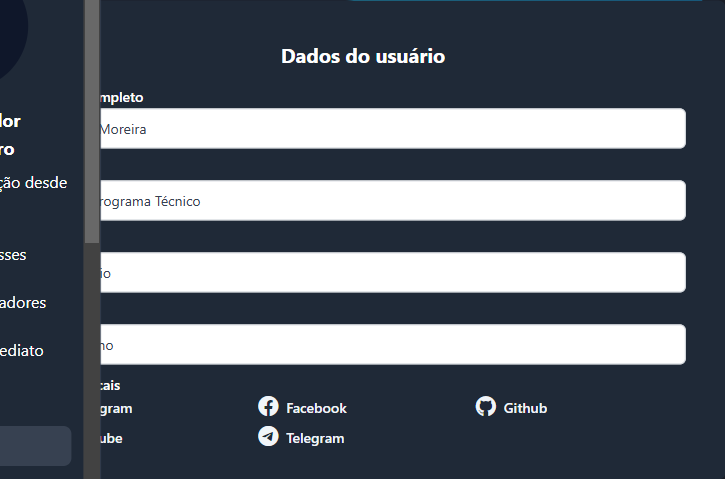 Dados do usuário
mpleto
Moreira
rograma Técnico
io
no
cais
gram
Facebook
Github
ube
Telegram
dor
ro
ção desde
sses
adores
ediato